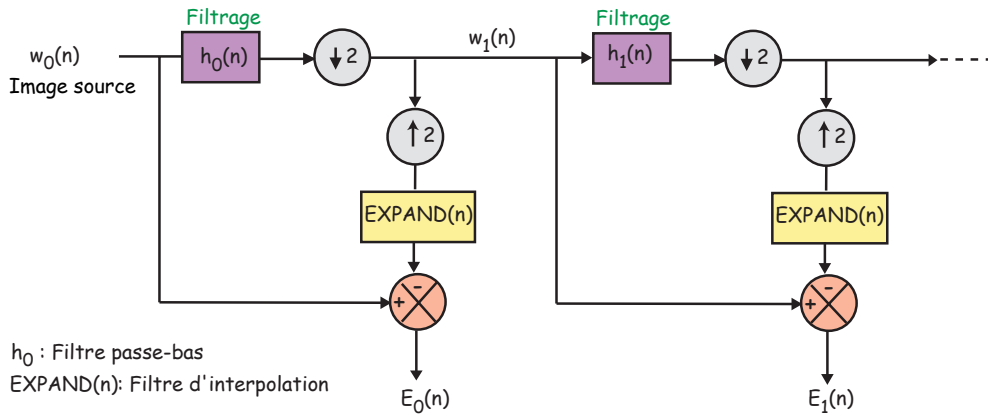 Filtrage
Filtrage
w0(n)
h0(n)
↓ 2
w1(n)
h1(n)
↓ 2
Image source
↑ 2
↑ 2
EXPAND(n)
EXPAND(n)
-
+
-
+
h0 : Filtre passe-bas
EXPAND(n): Filtre d'interpolation
E0(n)
E1(n)